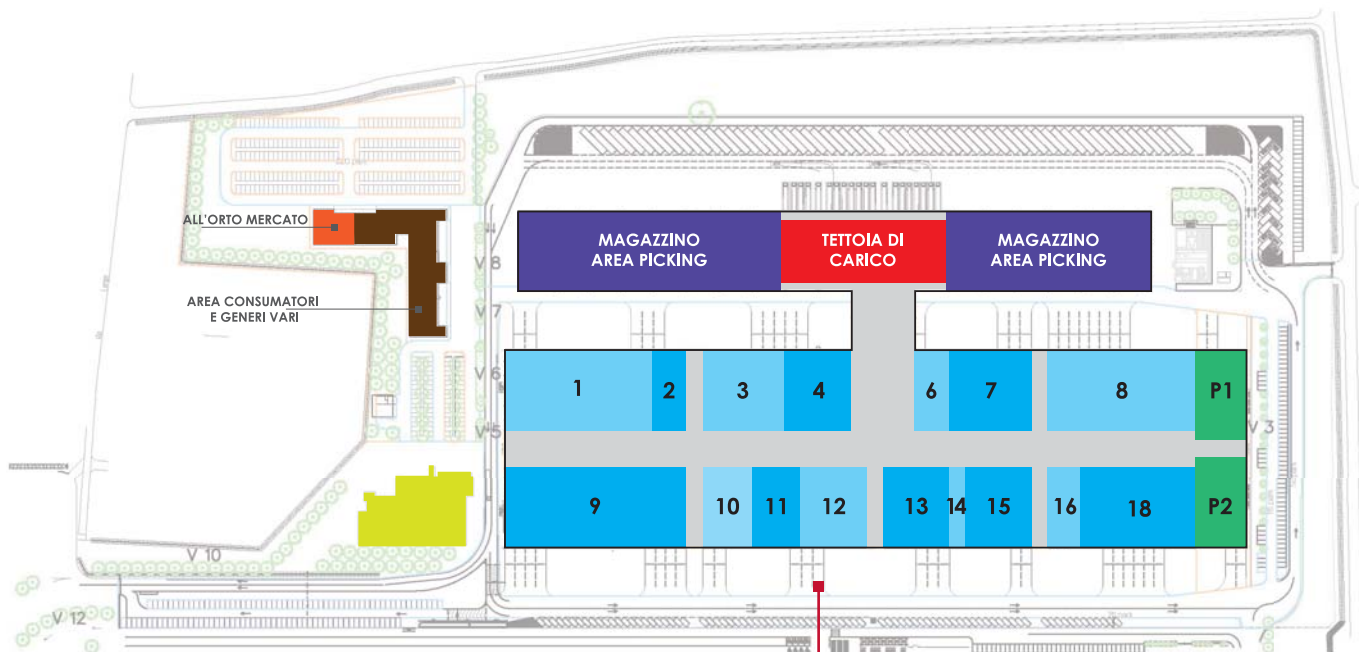 ALL'ORTO MERCATO
AREA CONSUMATORI
E GENERI VARI
MAGAZZINO
AREA PICKING
TETTOIA DI
CARICO
MAGAZZINO
AREA PICKING
V 8
V 7
V 6
V 5
V 3
V 10
V 12
1
2
3
4
6
7
8
P1
9
10
11
12
13
14
15
16
18
P2